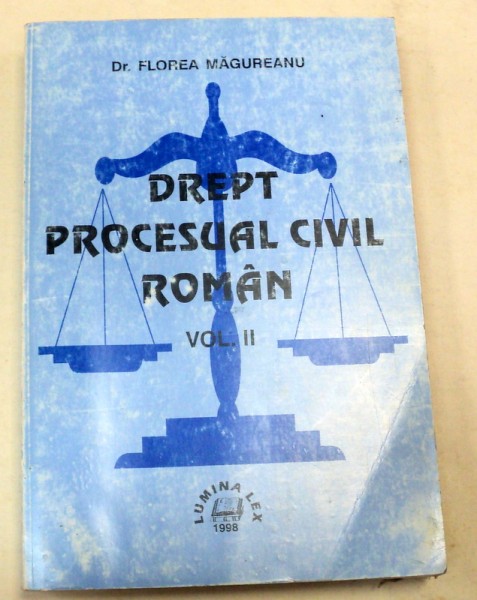 Dr. FLOREA MĂGUREANU
DREPT
PROCESUAL CIVIL
ROMÂN
VOL. II
LUMINA LEX
1998